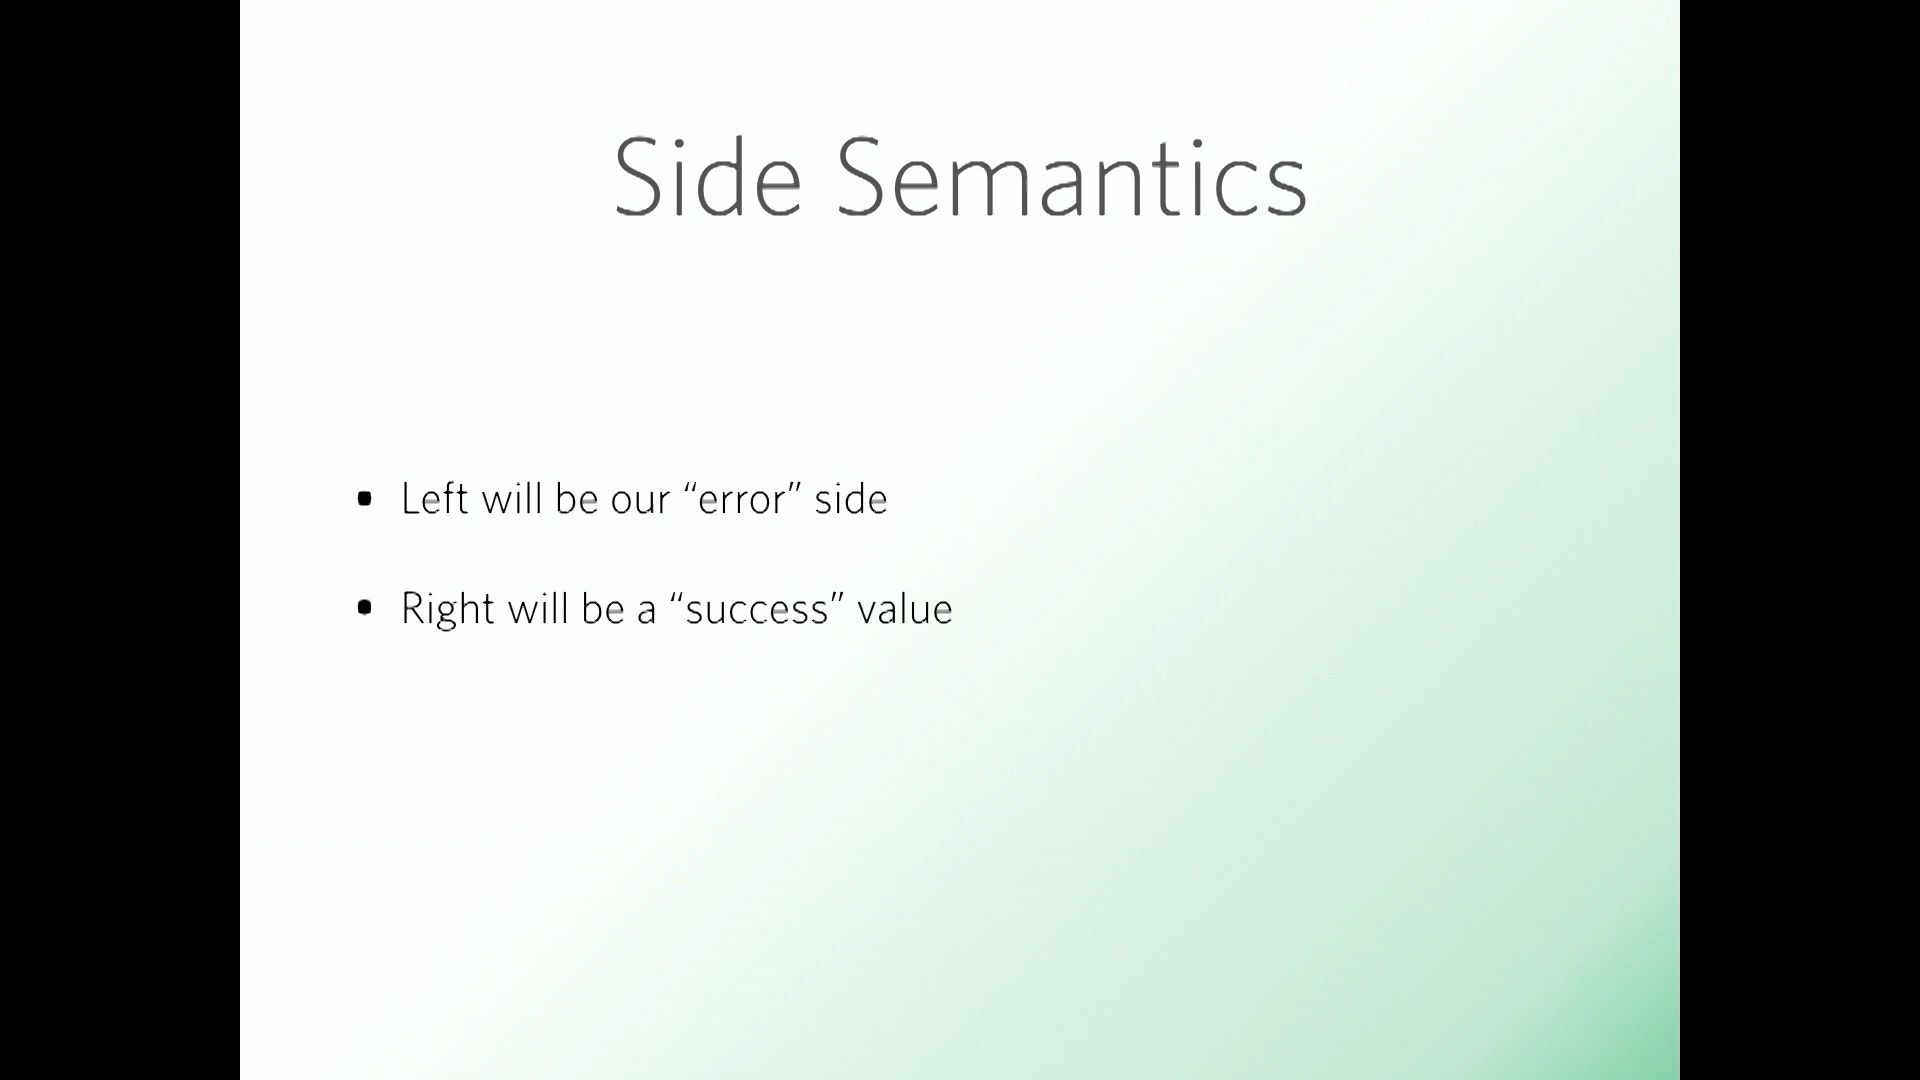 Side Semantics
• Left will be our “error” side
• Right will be a “success” value